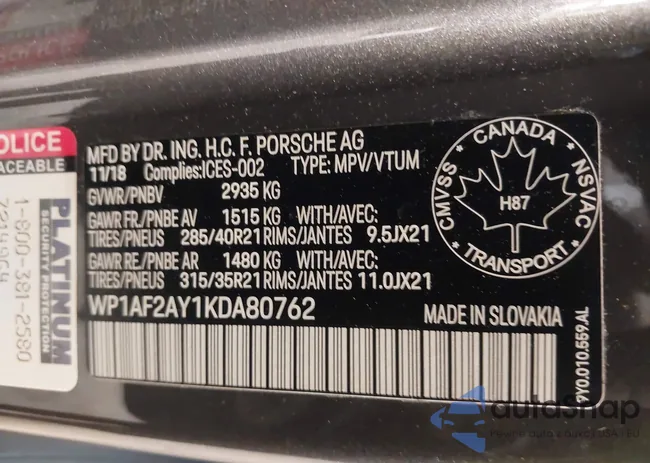 MFD BY DR. ING. H.C. F. PORSCHE AG
11/18 Complies:ICES-002 TYPE: MPV/VTUM
GVWR/PNBV 2935 KG
GAWR FR/PNBE AV 1515 KG WITH/AVEC:
TIRES/PNEUS 285/40R21 RIMS/JANTES 9.5JX21
GAWR RE/PNBE AR 1480 KG WITH/AVEC:
TIRES/PNEUS 315/35R21 RIMS/JANTES 11.0JX21
WP1AF2AY1KDA80762
MADE IN SLOVAKIA
9Y0.010.559.AL
CANADA
CMVSS
NSVAC
H87
TRANSPORT
OLICE
ACEABLE
PLATINUM
SECURITY PROTECTION
1-800-381-2580
autoShap